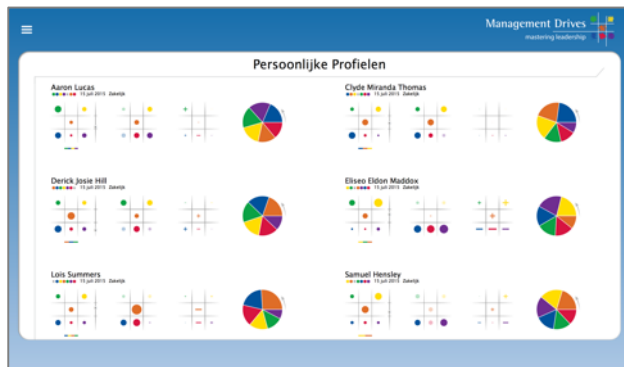 Management Drives
mastering leadership
Persoonlijke Profielen
Aaron Lucas
15 juli 2015 Zakelijk
Clyde Miranda Thomas
15 juli 2015 Zakelijk
Derick Josie Hill
15 juli 2015 Zakelijk
Eliseo Eldon Maddox
15 juli 2015 Zakelijk
Lois Summers
15 juli 2015 Zakelijk
Samuel Hensley
15 juli 2015 Zakelijk